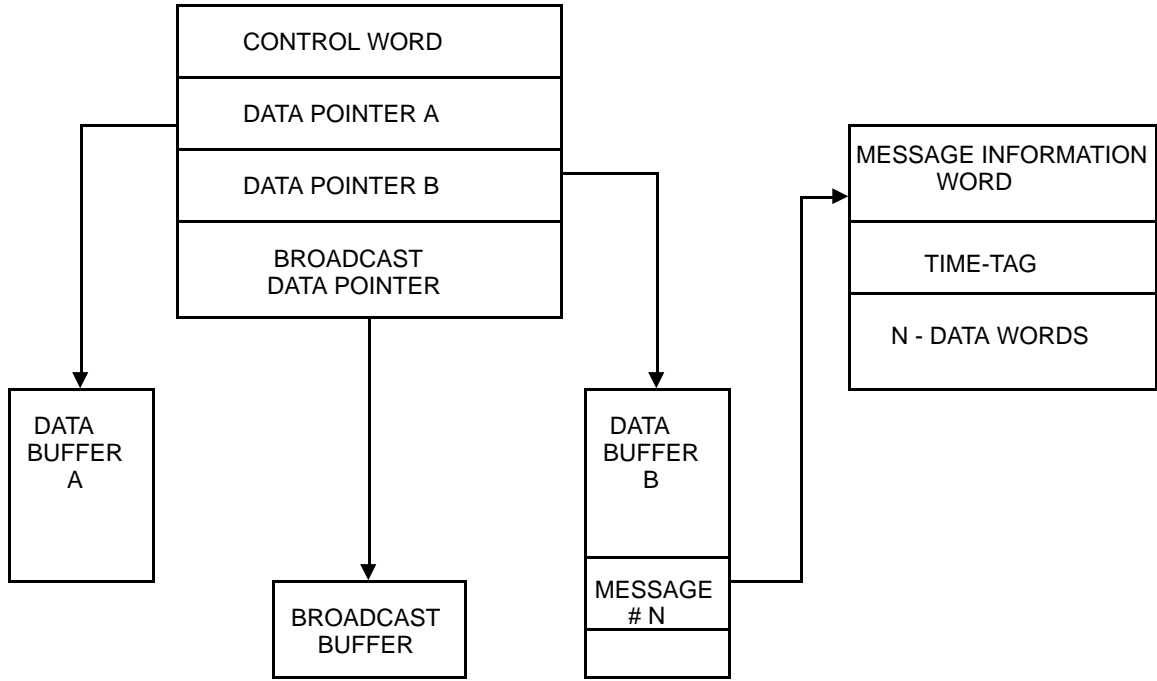 CONTROL WORD
DATA POINTER A
DATA POINTER B
BROADCAST
DATA POINTER
MESSAGE INFORMATION
WORD
TIME-TAG
N - DATA WORDS
DATA
BUFFER
A
BROADCAST
BUFFER
DATA
BUFFER
B
MESSAGE
# N